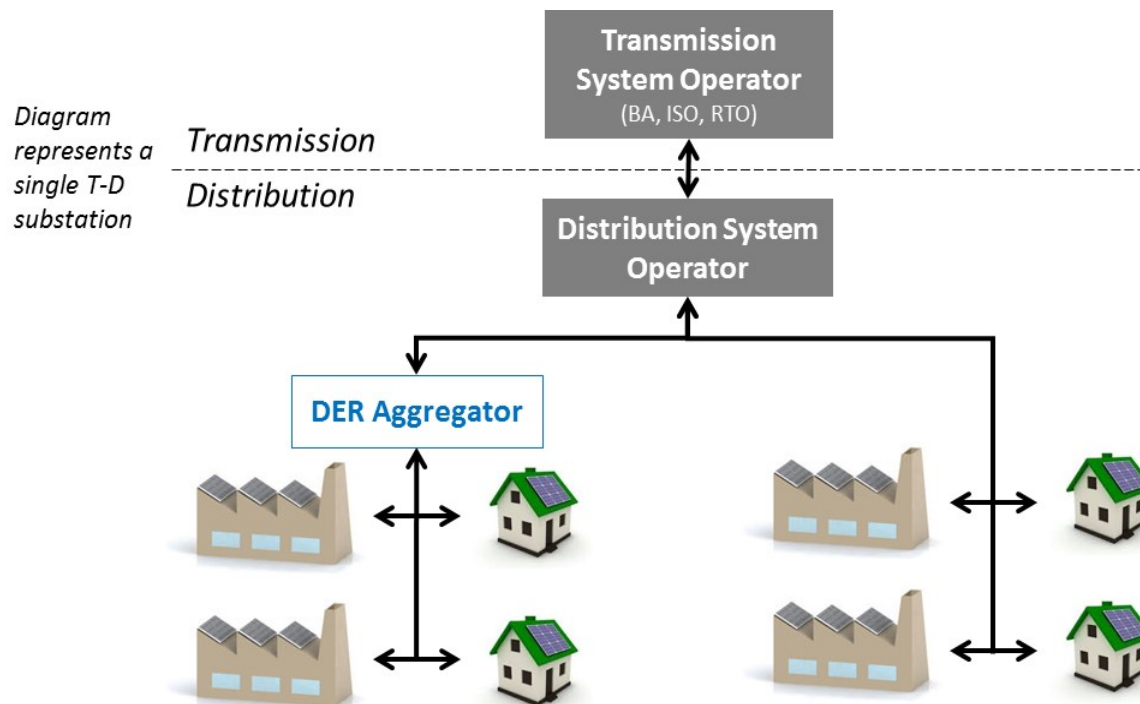 Transmission
System Operator
(BA, ISO, RTO)
Diagram
represents a
single T-D
substation
Transmission
Distribution
Distribution System
Operator
DER Aggregator